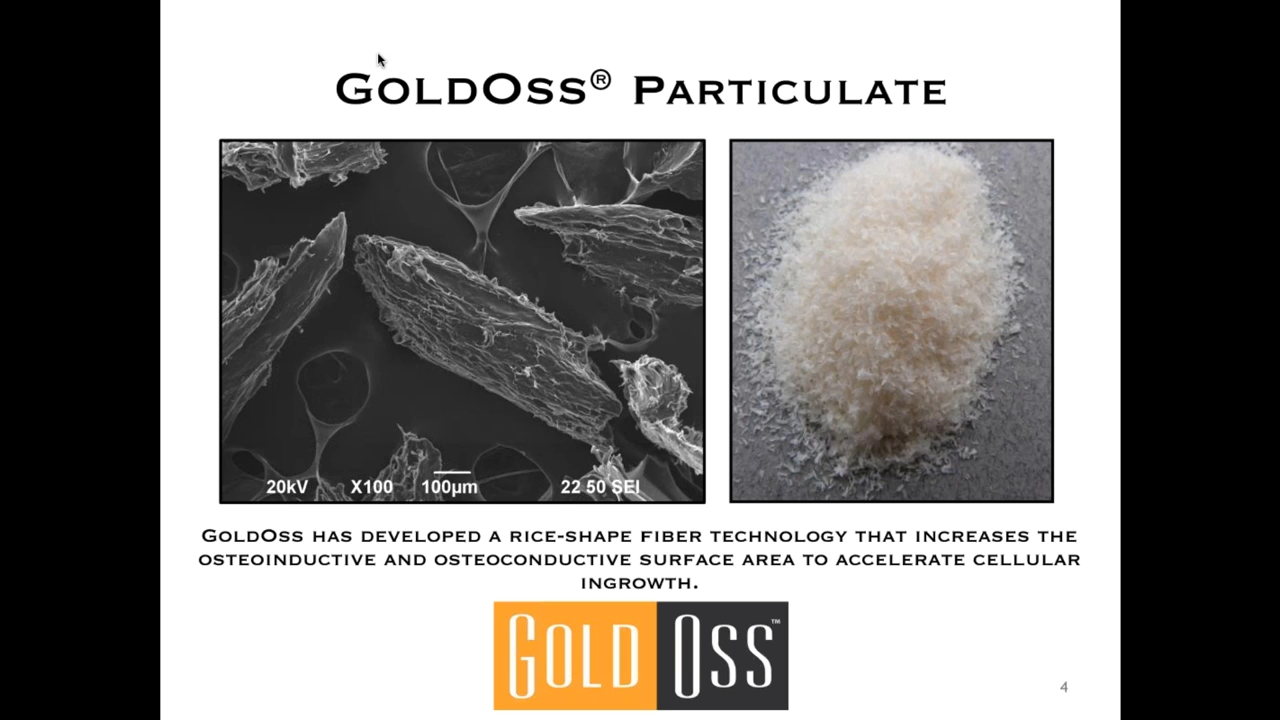 GoldOss® Particulate
20kV X100 100µm 22 50 SEI
GoldOss has developed a rice-shape fiber technology that increases the
osteoinductive and osteoconductive surface area to accelerate cellular
ingrowth.
Gold Oss™
4